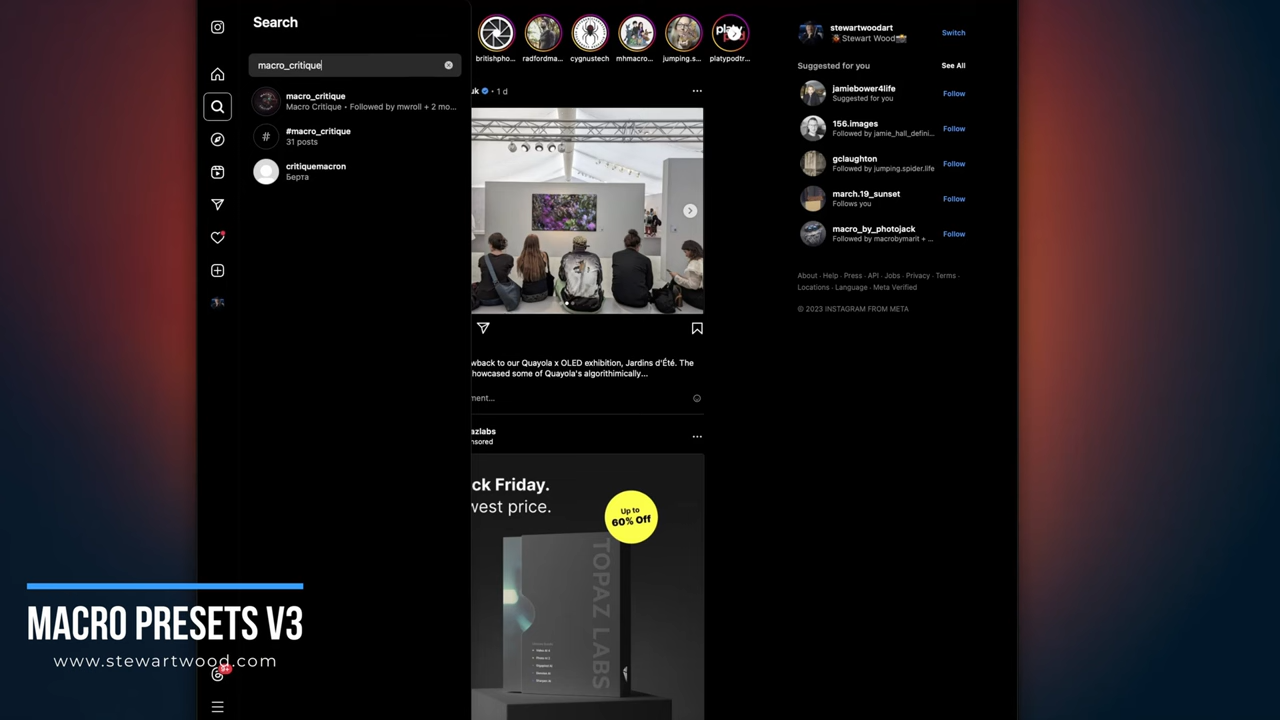 Search
macro_critique
macro_critique
Macro Critique • Followed by mwroll + 2 mo...
#macro_critique
31 posts
critiquemacron
Берта
britishpho...
radfordma...
cygnustech
mhmacro...
jumping.s...
platypodtr...
uk • 1 d
wback to our Quayola x OLED exhibition, Jardins d'Été. The
howcased some of Quayola's algorithimically...
ment...
azlabs
nsored
ck Friday.
west price.
Up to
60% Off
TOPAZ LABS
stewartwoodart
Stewart Wood
Switch
Suggested for you
See All
jamiebower4life
Suggested for you
Follow
156.images
Followed by jamie_hall_defini...
Follow
gclaughton
Followed by jumping.spider.life
Follow
march.19_sunset
Follows you
Follow
macro_by_photojack
Followed by macrobymarit + ...
Follow
About · Help · Press · API · Jobs · Privacy · Terms ·
Locations · Language · Meta Verified
© 2023 INSTAGRAM FROM META
MACRO PRESETS V3
www.stewartwood.com
9+